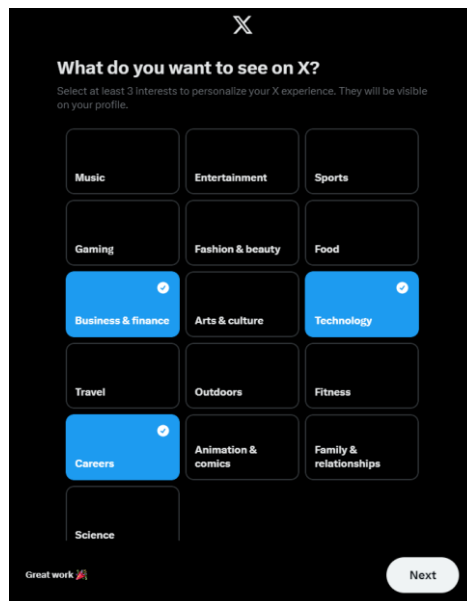 What do you want to see on X?
Select at least 3 interests to personalize your X experience. They will be visible
on your profile.
Music
Entertainment
Sports
Gaming
Fashion & beauty
Food
Business & finance
Arts & culture
Technology
Travel
Outdoors
Fitness
Careers
Animation &
comics
Family &
relationships
Science
Great work 🎉
Next